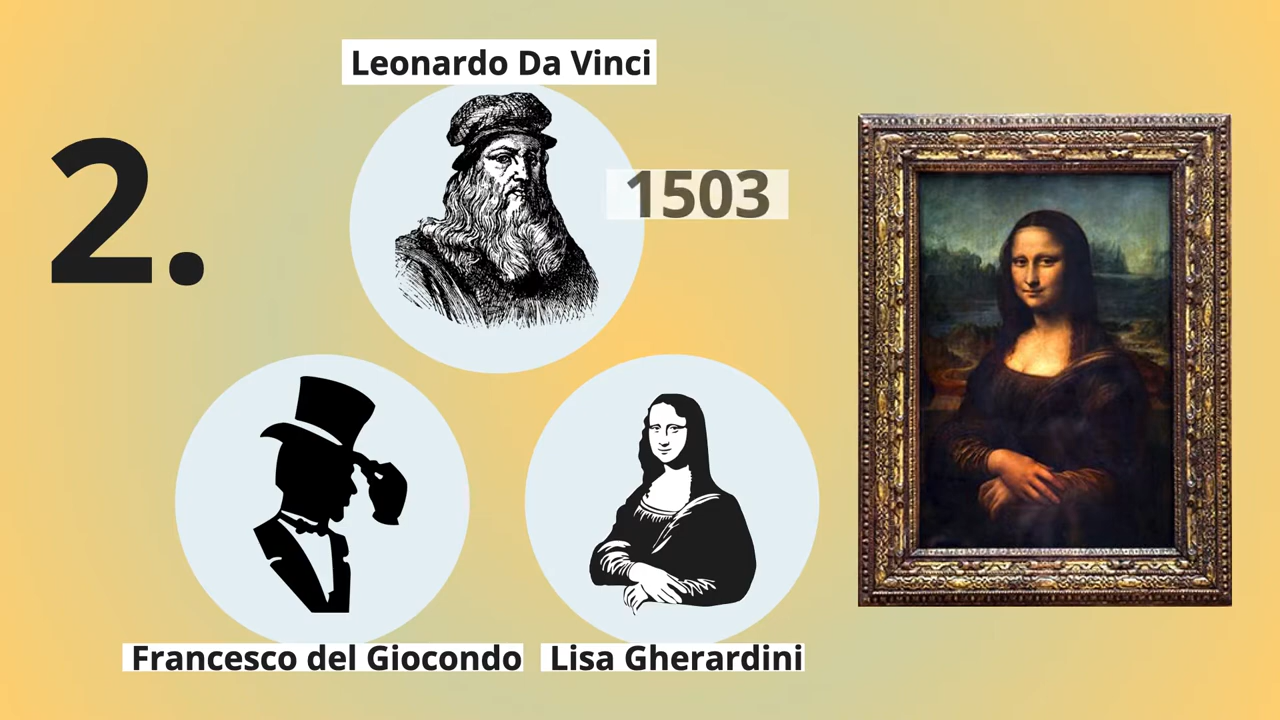 Leonardo Da Vinci
2.
1503
Francesco del Giocondo
Lisa Gherardini